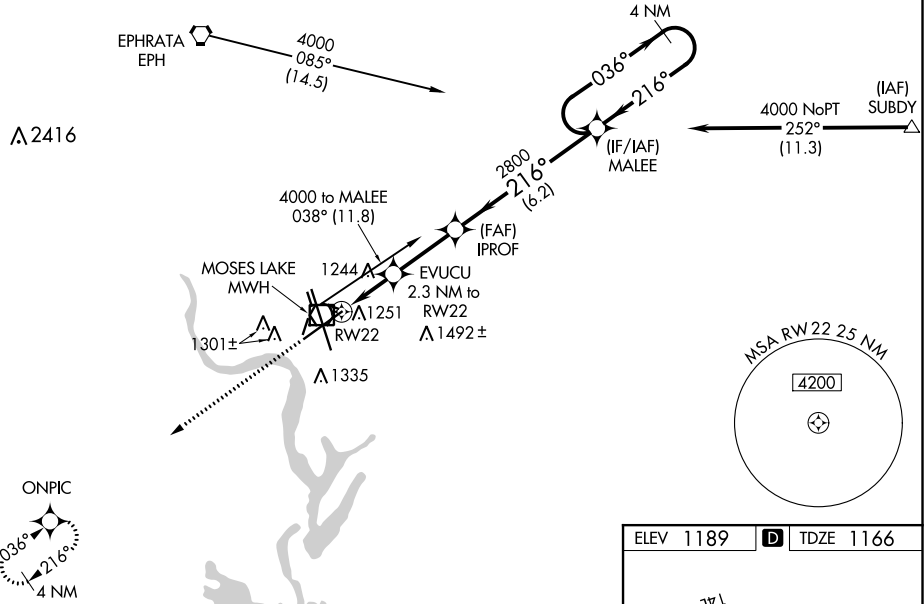 4 NM
EPHRATA
EPH
4000
085°
(14.5)
036°
216°
(IAF)
SUBDY
4000 NoPT
252°
(11.3)
2416
(IF/IAF)
MALEE
2800
216°
(6.2)
4000 to MALEE
038° (11.8)
(FAF)
IPROF
MOSES LAKE
MWH
1244
EVUCU
2.3 NM to
RW22
1251
RW22
1492 ±
1301±
1335
MSA RW22 25 NM
4200
ONPIC
036°
216°
4 NM
ELEV 1189
D
TDZE 1166